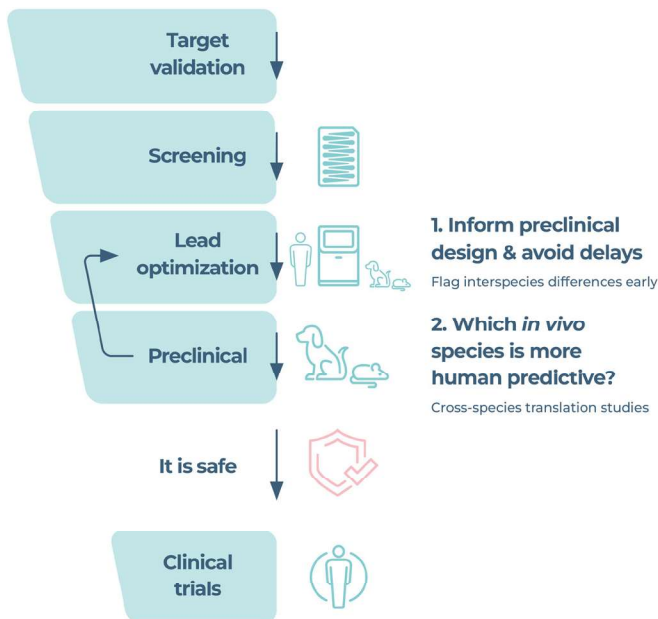 Target
validation
Screening
Lead
optimization
1. Inform preclinical
design & avoid delays
Flag interspecies differences early
Preclinical
2. Which in vivo
species is more
human predictive?
Cross-species translation studies
It is safe
Clinical
trials